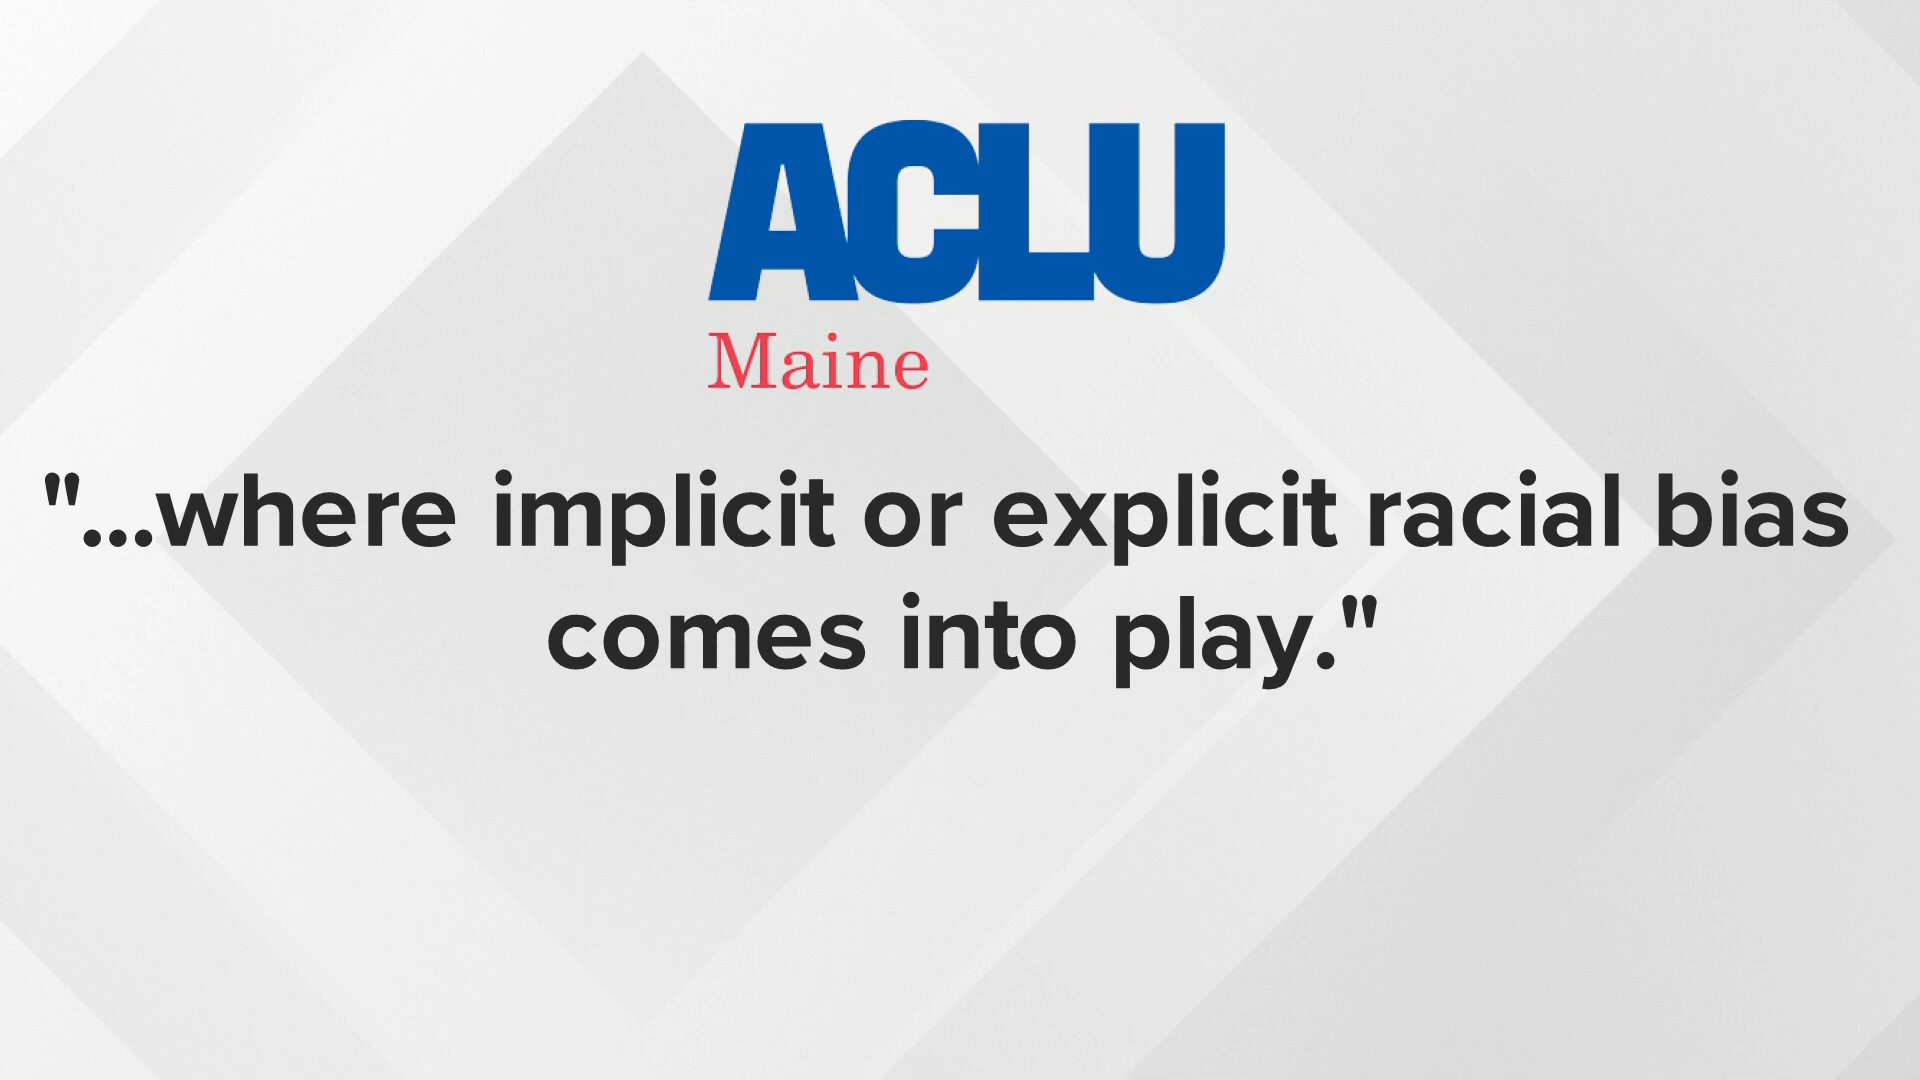 ACLU
Maine
"...where implicit or explicit racial bias
comes into play."